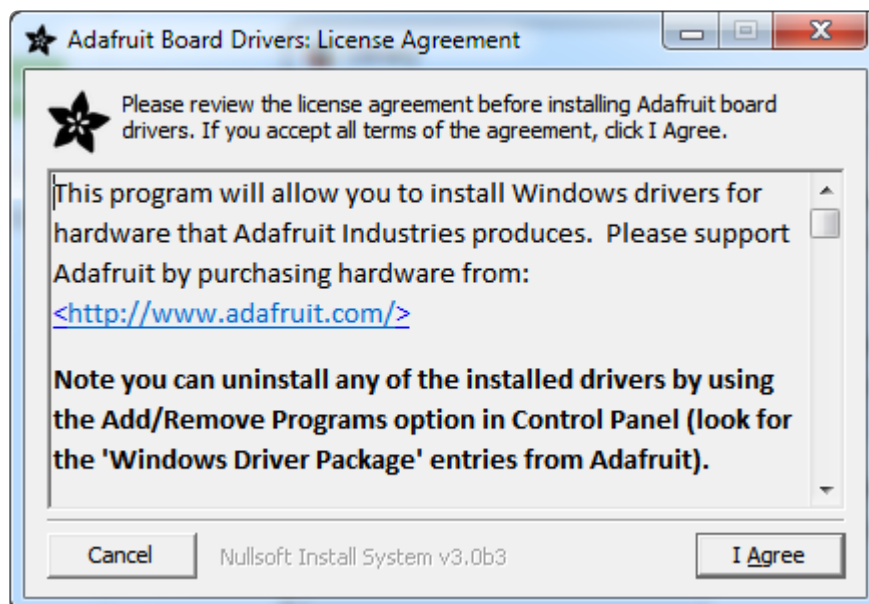 Adafruit Board Drivers: License Agreement
Please review the license agreement before installing Adafruit board
drivers. If you accept all terms of the agreement, click I Agree.
This program will allow you to install Windows drivers for
hardware that Adafruit Industries produces.  Please support
Adafruit by purchasing hardware from:
<http://www.adafruit.com/>
Note you can uninstall any of the installed drivers by using
the Add/Remove Programs option in Control Panel (look for
the 'Windows Driver Package' entries from Adafruit).
Cancel Nullsoft Install System v3.0b3 I Agree